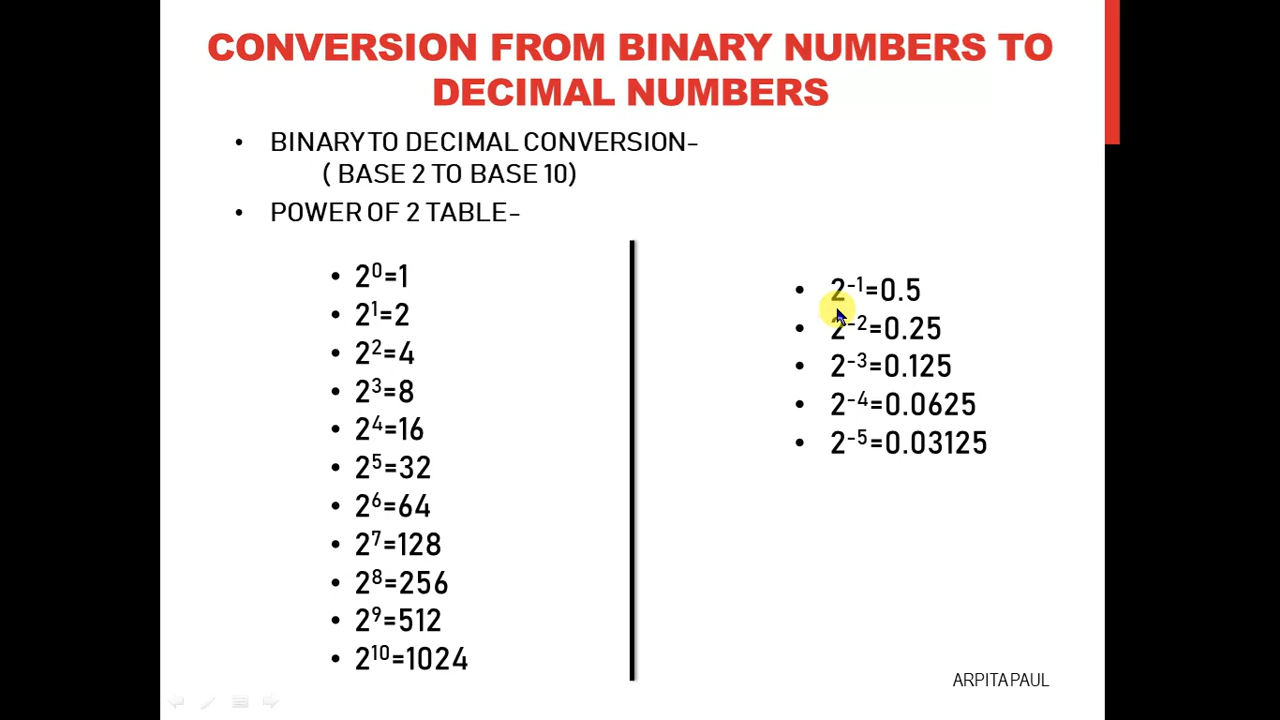 CONVERSION FROM BINARY NUMBERS TO
DECIMAL NUMBERS
• BINARY TO DECIMAL CONVERSION-
( BASE 2 TO BASE 10)
• POWER OF 2 TABLE-
• 2⁰=1
• 2¹=2
• 2²=4
• 2³=8
• 2⁴=16
• 2⁵=32
• 2⁶=64
• 2⁷=128
• 2⁸=256
• 2⁹=512
• 2¹⁰=1024
• 2⁻¹=0.5
• 2⁻²=0.25
• 2⁻³=0.125
• 2⁻⁴=0.0625
• 2⁻⁵=0.03125
ARPITA PAUL